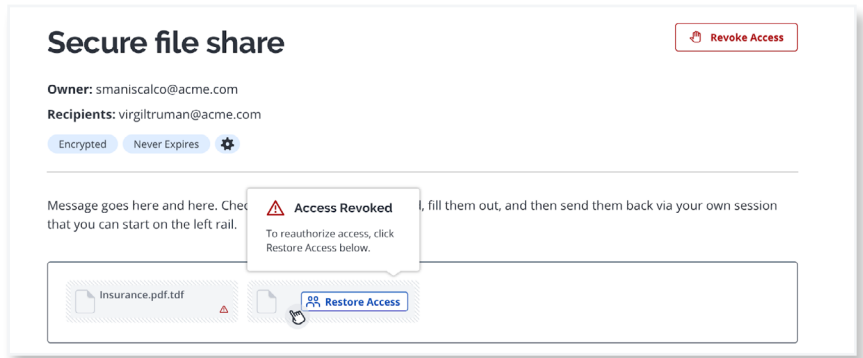 Secure file share
Revoke Access
Owner: smaniscalco@acme.com
Recipients: virgiltruman@acme.com
Encrypted Never Expires
Message goes here and here. , fill them out, and then send them back via your own session
that you can start on the left rail.
Access Revoked
To reauthorize access, click
Restore Access below.
Insurance.pdf.tdf
Restore Access